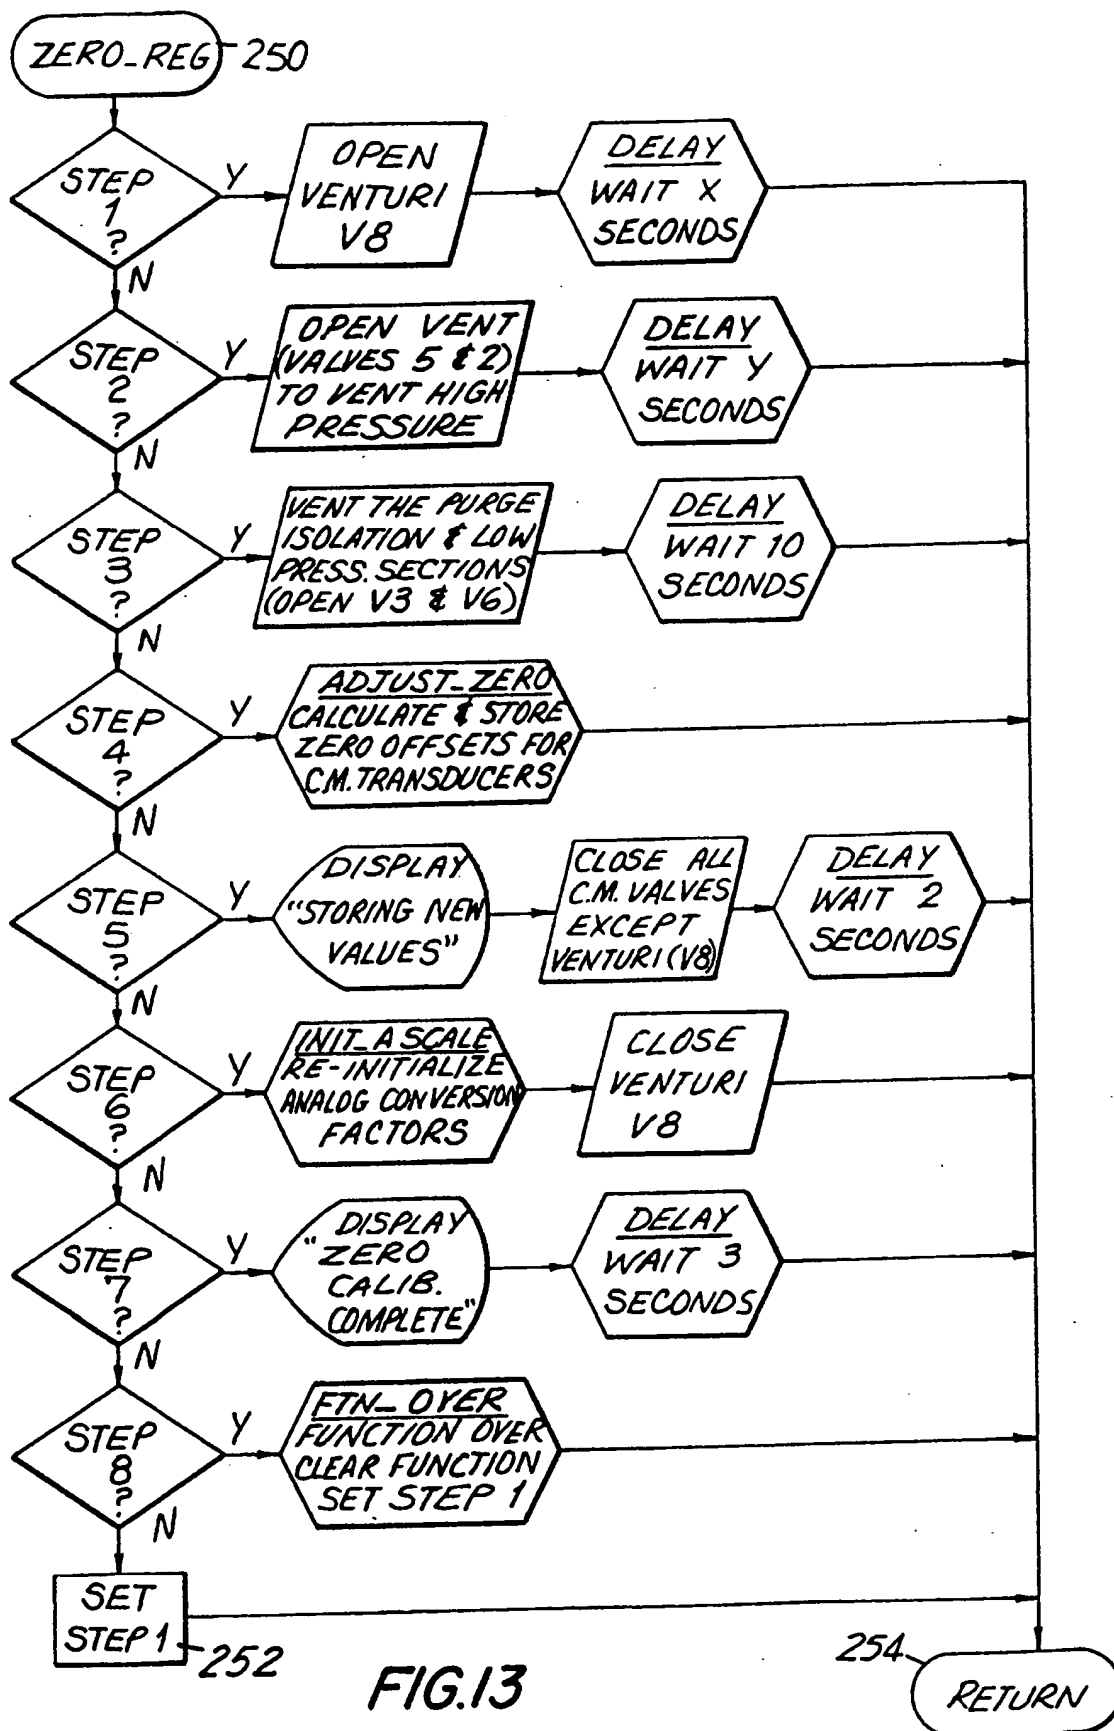 ZERO_REG 250
STEP
1
?
Y
N
OPEN
VENTURI
V8
DELAY
WAIT X
SECONDS
STEP
2
?
Y
N
OPEN VENT
(VALVES 5 & 2)
TO VENT HIGH
PRESSURE
DELAY
WAIT Y
SECONDS
STEP
3
?
Y
N
VENT THE PURGE
ISOLATION & LOW
PRESS. SECTIONS
(OPEN V3 & V6)
DELAY
WAIT 10
SECONDS
STEP
4
?
Y
N
ADJUST_ZERO
CALCULATE & STORE
ZERO OFFSETS FOR
C.M. TRANSDUCERS
STEP
5
?
Y
N
DISPLAY
"STORING NEW
VALUES"
CLOSE ALL
C.M. VALVES
EXCEPT
VENTURI (V8)
DELAY
WAIT 2
SECONDS
STEP
6
?
Y
N
INIT_A SCALE
RE-INITIALIZE
ANALOG CONVERSION
FACTORS
CLOSE
VENTURI
V8
STEP
7
?
Y
N
DISPLAY
"ZERO
CALIB.
COMPLETE"
DELAY
WAIT 3
SECONDS
STEP
8
?
Y
N
FTN_OVER
FUNCTION OVER
CLEAR FUNCTION
SET STEP 1
SET
STEP 1
252
254
RETURN
FIG.13